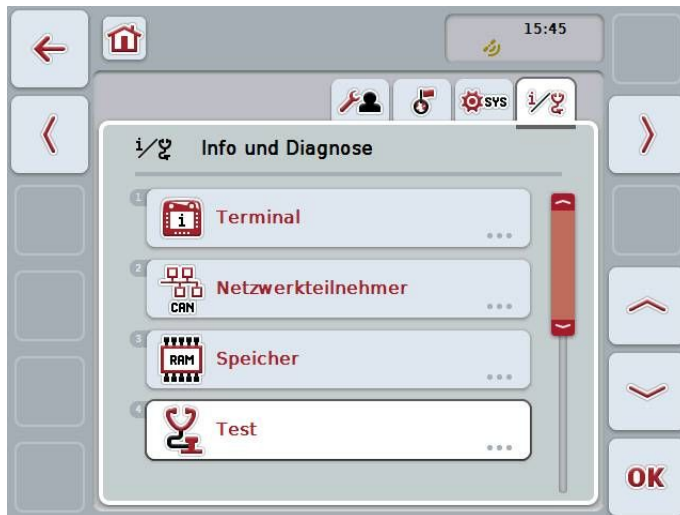 15:45
SYS
i/
i/ Info und Diagnose
1
i
Terminal
2
CAN
Netzwerkteilnehmer
3
RAM
Speicher
4
Test
OK